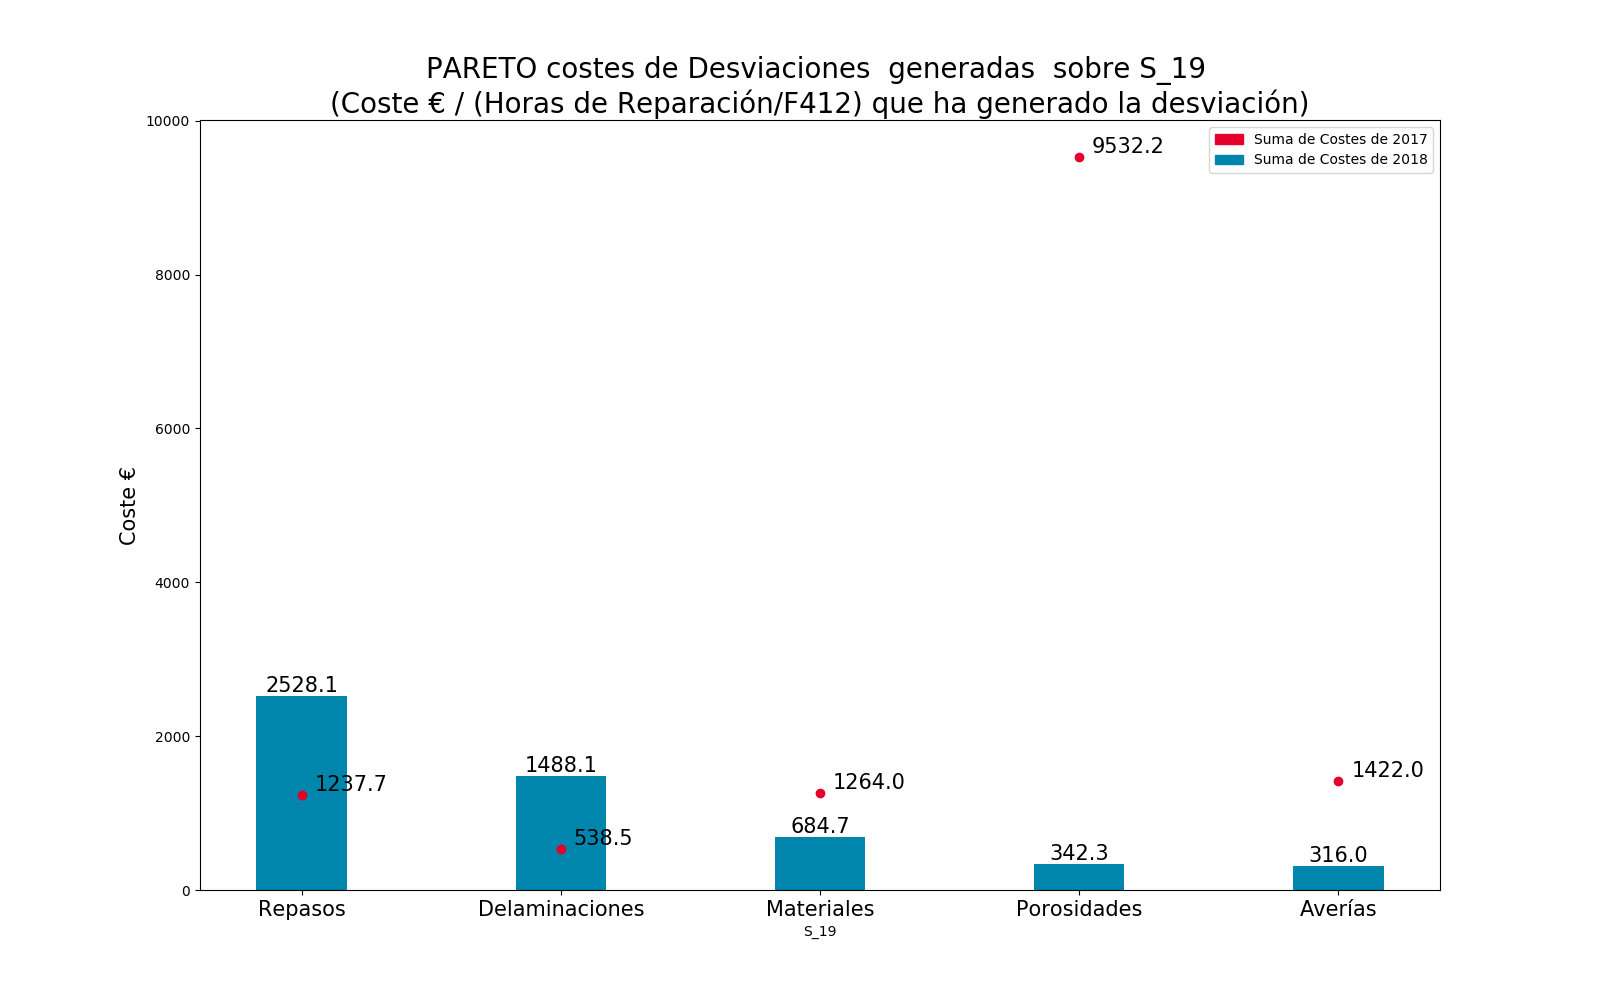 PARETO costes de Desviaciones  generadas  sobre S_19
(Coste € / (Horas de Reparación/F412) que ha generado la desviación)
Suma de Costes de 2017
Suma de Costes de 2018
Coste €
10000
8000
6000
4000
2000
0
9532.2
2528.1
1237.7
1488.1
538.5
1264.0
684.7
342.3
1422.0
316.0
Repasos
Delaminaciones
Materiales
Porosidades
Averías
S_19